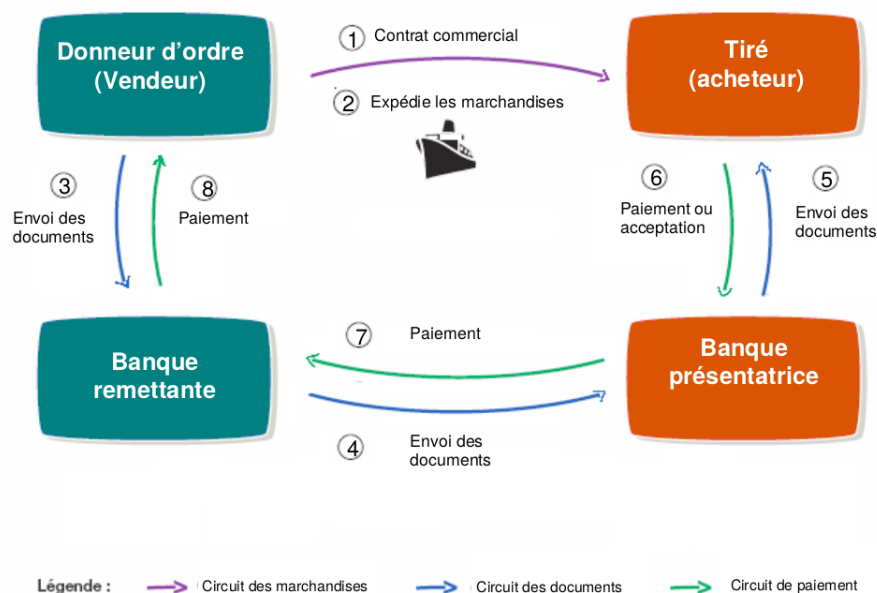 Donneur d'ordre
(Vendeur)
1 Contrat commercial
2 Expédie les marchandises
Tiré
(acheteur)
3
Envoi des
documents
8
Paiement
6
Paiement ou
acceptation
5
Envoi des
documents
Banque
remettante
7 Paiement
4 Envoi des
documents
Banque
présentatrice
Légende :
Circuit des marchandises
Circuit des documents
Circuit de paiement